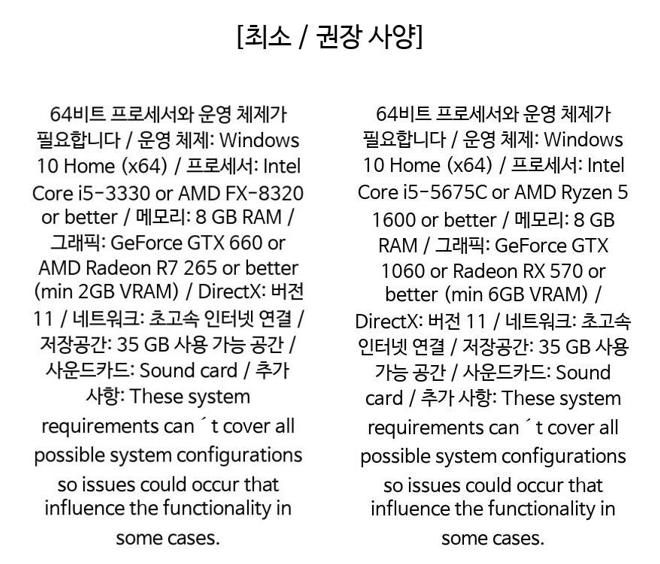 [최소 / 권장 사양]
64비트 프로세서와 운영 체제가
필요합니다 / 운영 체제: Windows
10 Home (x64) / 프로세서: Intel
Core i5-3330 or AMD FX-8320
or better / 메모리: 8 GB RAM /
그래픽: GeForce GTX 660 or
AMD Radeon R7 265 or better
(min 2GB VRAM) / DirectX: 버전
11 / 네트워크: 초고속 인터넷 연결 /
저장공간: 35 GB 사용 가능 공간 /
사운드카드: Sound card / 추가
사항: These system
requirements can´t cover all
possible system configurations
so issues could occur that
influence the functionality in
some cases.
64비트 프로세서와 운영 체제가
필요합니다 / 운영 체제: Windows
10 Home (x64) / 프로세서: Intel
Core i5-5675C or AMD Ryzen 5
1600 or better / 메모리: 8 GB
RAM / 그래픽: GeForce GTX
1060 or Radeon RX 570 or
better (min 6GB VRAM) /
DirectX: 버전 11 / 네트워크: 초고속
인터넷 연결 / 저장공간: 35 GB 사용
가능 공간 / 사운드카드: Sound
card / 추가 사항: These system
requirements can´t cover all
possible system configurations
so issues could occur that
influence the functionality in
some cases.